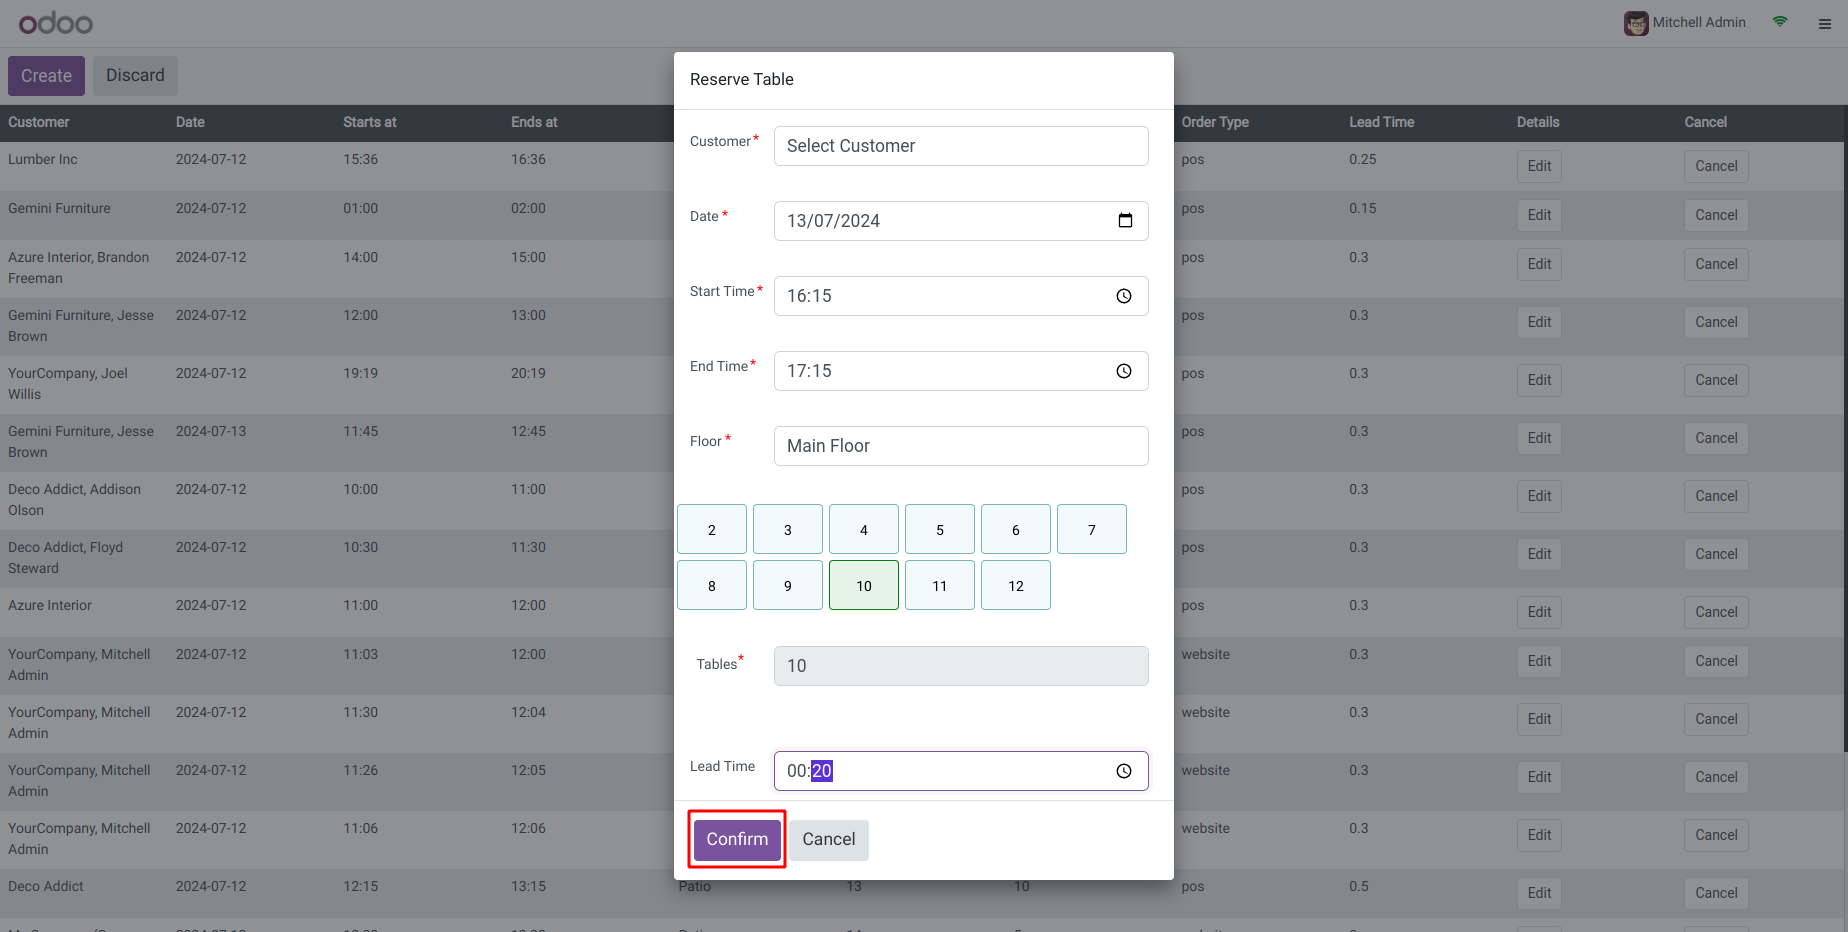 odoo
Mitchell Admin
Create Discard
Customer Date Starts at Ends at Order Type Lead Time Details Cancel
Lumber Inc 2024-07-12 15:36 16:36 pos 0.25 Edit Cancel
Gemini Furniture 2024-07-12 01:00 02:00 pos 0.15 Edit Cancel
Azure Interior, Brandon Freeman 2024-07-12 14:00 15:00 pos 0.3 Edit Cancel
Gemini Furniture, Jesse Brown 2024-07-12 12:00 13:00 pos 0.3 Edit Cancel
YourCompany, Joel Willis 2024-07-12 19:19 20:19 pos 0.3 Edit Cancel
Gemini Furniture, Jesse Brown 2024-07-13 11:45 12:45 pos 0.3 Edit Cancel
Deco Addict, Addison Olson 2024-07-12 10:00 11:00 pos 0.3 Edit Cancel
Deco Addict, Floyd Steward 2024-07-12 10:30 11:30 pos 0.3 Edit Cancel
Azure Interior 2024-07-12 11:00 12:00 pos 0.3 Edit Cancel
YourCompany, Mitchell Admin 2024-07-12 11:03 12:00 website 0.3 Edit Cancel
YourCompany, Mitchell Admin 2024-07-12 11:30 12:04 website 0.3 Edit Cancel
YourCompany, Mitchell Admin 2024-07-12 11:26 12:05 website 0.3 Edit Cancel
YourCompany, Mitchell Admin 2024-07-12 11:06 12:06 website 0.3 Edit Cancel
Deco Addict 2024-07-12 12:15 13:15 Patio 13 10 pos 0.5 Edit Cancel
Reserve Table
Customer* Select Customer
Date * 13/07/2024
Start Time* 16:15
End Time* 17:15
Floor* Main Floor
2 3 4 5 6 7
8 9 10 11 12
Tables* 10
Lead Time 00:20
Confirm Cancel